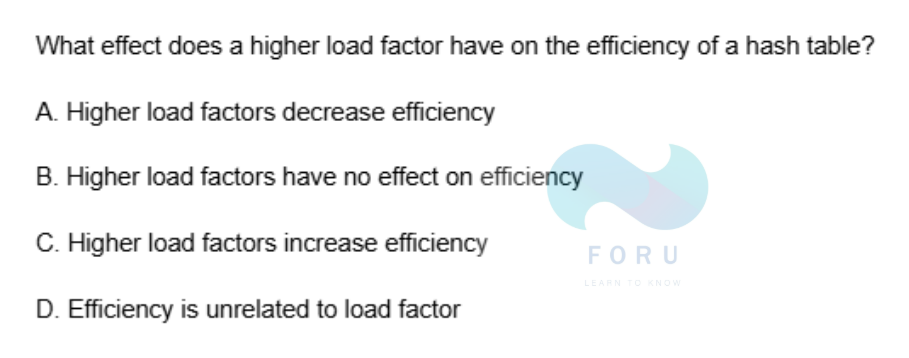 What effect does a higher load factor have on the efficiency of a hash table?
A. Higher load factors decrease efficiency
B. Higher load factors have no effect on efficiency
C. Higher load factors increase efficiency
FORU
LEARN TO KNOW
D. Efficiency is unrelated to load factor